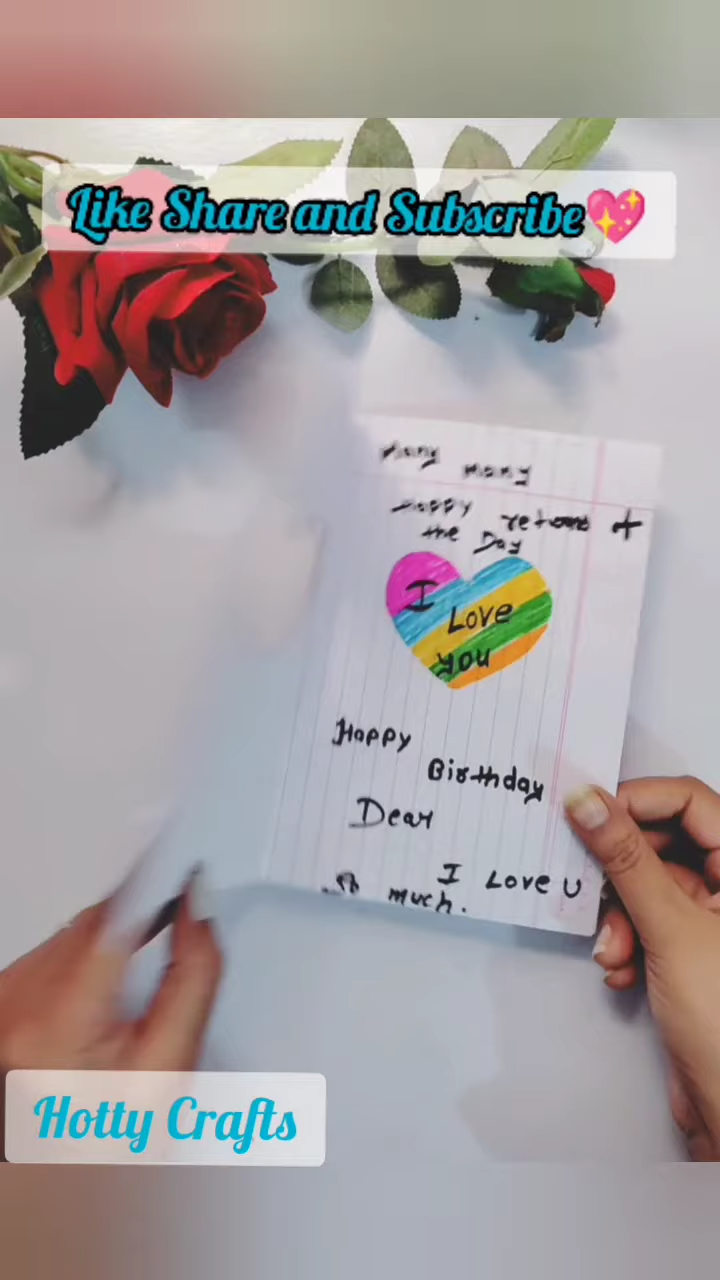 Like Share and Subscribe💖
Many Many
Happy returns
the Day
I
Love
you
Happy
Birthday
Dear
I Love U
So much.
Hotty Crafts